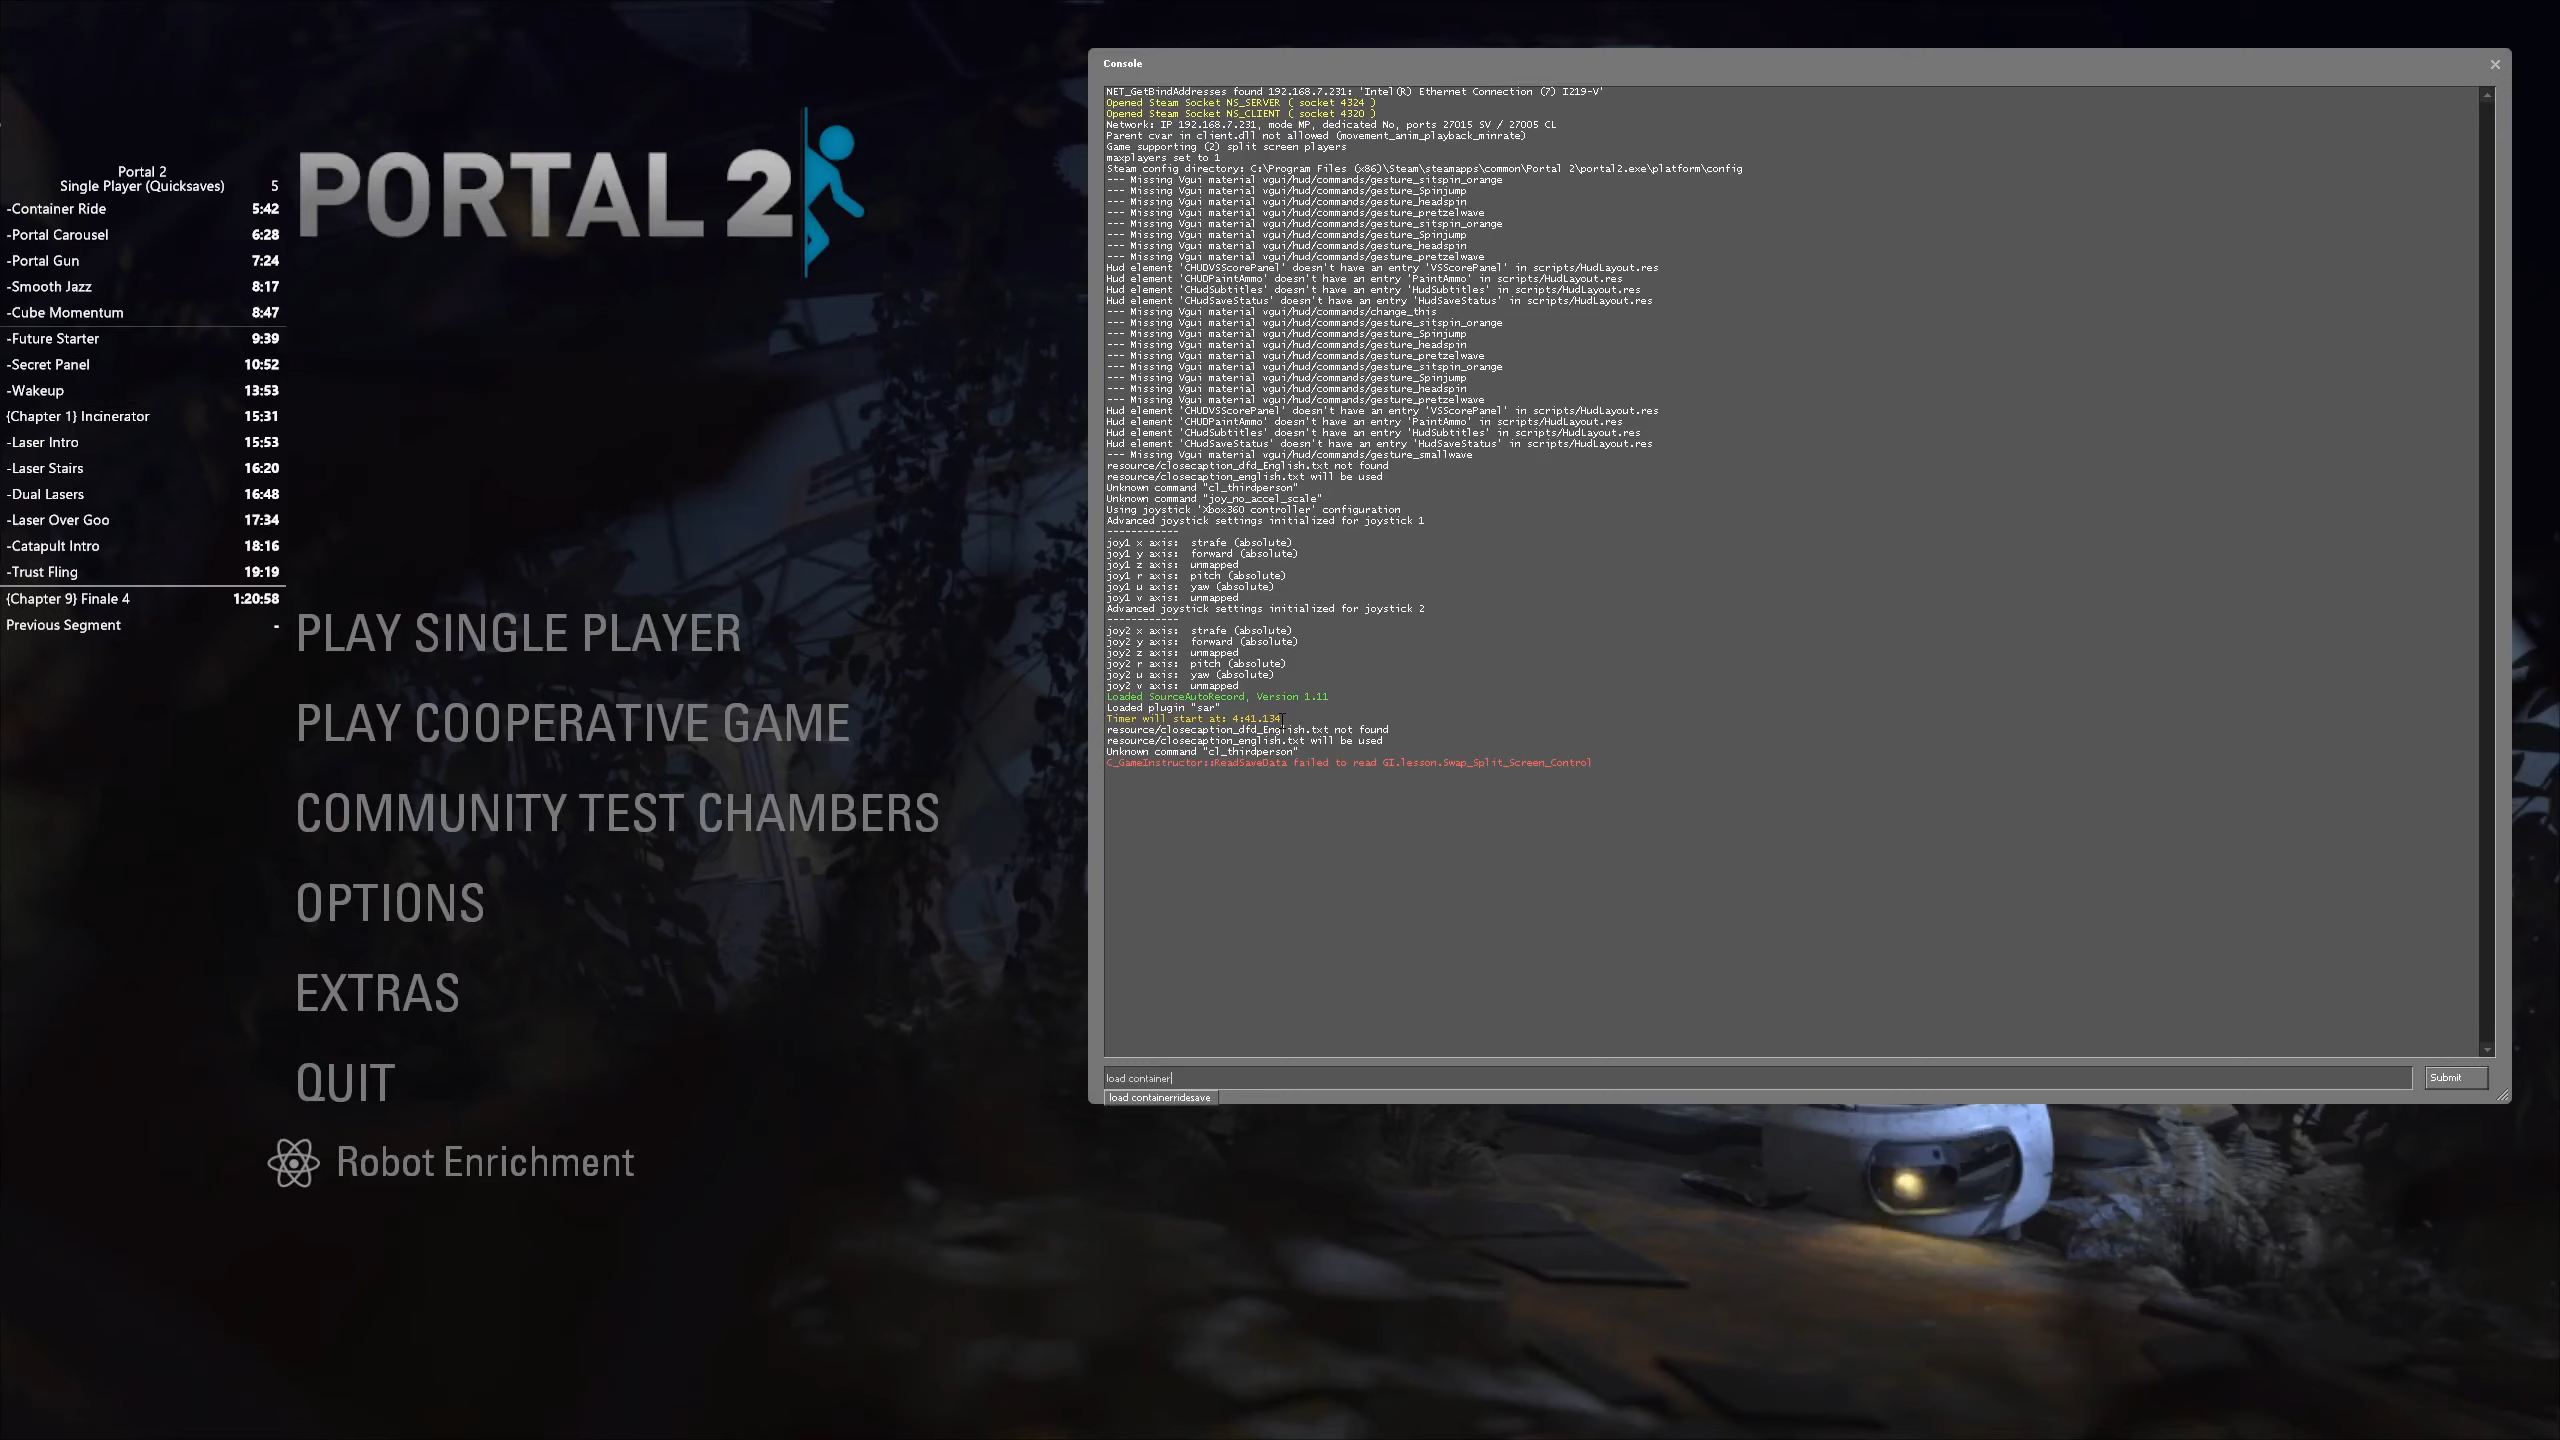 Portal 2
Single Player (Quicksaves) 5
-Container Ride 5:42
-Portal Carousel 6:28
-Portal Gun 7:24
-Smooth Jazz 8:17
-Cube Momentum 8:47
-Future Starter 9:39
-Secret Panel 10:52
-Wakeup 13:53
{Chapter 1} Incinerator 15:31
-Laser Intro 15:53
-Laser Stairs 16:20
-Dual Lasers 16:48
-Laser Over Goo 17:34
-Catapult Intro 18:16
-Trust Fling 19:19
{Chapter 9} Finale 4 1:20:58
Previous Segment -
PORTAL 2
PLAY SINGLE PLAYER
PLAY COOPERATIVE GAME
COMMUNITY TEST CHAMBERS
OPTIONS
EXTRAS
QUIT
Robot Enrichment
Console
NET_GetBindAddresses found 192.168.7.231: 'Intel(R) Ethernet Connection (7) I219-V'
Opened Steam Socket NS_SERVER ( socket 4324 )
Opened Steam Socket NS_CLIENT ( socket 4320 )
Network: IP 192.168.7.231, mode MP, dedicated No, ports 27015 SV / 27005 CL
Parent cvar in client.dll not allowed (movement_anim_playback_minrate)
Game supporting (2) split screen players
maxplayers set to 1
Steam config directory: C:\Program Files (x86)\Steam\steamapps\common\Portal 2\portal2.exe\platform\config
--- Missing Vgui material vgui/hud/commands/gesture_sitspin_orange
--- Missing Vgui material vgui/hud/commands/gesture_Spinjump
--- Missing Vgui material vgui/hud/commands/gesture_headspin
--- Missing Vgui material vgui/hud/commands/gesture_pretzelwave
--- Missing Vgui material vgui/hud/commands/gesture_sitspin_orange
--- Missing Vgui material vgui/hud/commands/gesture_Spinjump
--- Missing Vgui material vgui/hud/commands/gesture_headspin
--- Missing Vgui material vgui/hud/commands/gesture_pretzelwave
Hud element 'CHUDVSScorePanel' doesn't have an entry 'VSScorePanel' in scripts/HudLayout.res
Hud element 'CHUDPaintAmmo' doesn't have an entry 'PaintAmmo' in scripts/HudLayout.res
Hud element 'CHudSubtitles' doesn't have an entry 'HudSubtitles' in scripts/HudLayout.res
Hud element 'CHudSaveStatus' doesn't have an entry 'HudSaveStatus' in scripts/HudLayout.res
--- Missing Vgui material vgui/hud/commands/change_this
--- Missing Vgui material vgui/hud/commands/gesture_sitspin_orange
--- Missing Vgui material vgui/hud/commands/gesture_Spinjump
--- Missing Vgui material vgui/hud/commands/gesture_headspin
--- Missing Vgui material vgui/hud/commands/gesture_pretzelwave
--- Missing Vgui material vgui/hud/commands/gesture_sitspin_orange
--- Missing Vgui material vgui/hud/commands/gesture_Spinjump
--- Missing Vgui material vgui/hud/commands/gesture_headspin
--- Missing Vgui material vgui/hud/commands/gesture_pretzelwave
Hud element 'CHUDVSScorePanel' doesn't have an entry 'VSScorePanel' in scripts/HudLayout.res
Hud element 'CHUDPaintAmmo' doesn't have an entry 'PaintAmmo' in scripts/HudLayout.res
Hud element 'CHudSubtitles' doesn't have an entry 'HudSubtitles' in scripts/HudLayout.res
Hud element 'CHudSaveStatus' doesn't have an entry 'HudSaveStatus' in scripts/HudLayout.res
--- Missing Vgui material vgui/hud/commands/gesture_smallwave
resource/closecaption_dfd_English.txt not found
resource/closecaption_english.txt will be used
Unknown command "cl_thirdperson"
Unknown command "joy_no_accel_scale"
Using joystick 'Xbox360 controller' configuration
Advanced joystick settings initialized for joystick 1
------------
joy1 x axis: strafe (absolute)
joy1 y axis: forward (absolute)
joy1 z axis: unmapped
joy1 r axis: pitch (absolute)
joy1 u axis: yaw (absolute)
joy1 v axis: unmapped
Advanced joystick settings initialized for joystick 2
------------
joy2 x axis: strafe (absolute)
joy2 y axis: forward (absolute)
joy2 z axis: unmapped
joy2 r axis: pitch (absolute)
joy2 u axis: yaw (absolute)
joy2 v axis: unmapped
Loaded SourceAutoRecord, Version 1.11
Loaded plugin "sar"
Timer will start at: 4:41.134
resource/closecaption_dfd_English.txt not found
resource/closecaption_english.txt will be used
Unknown command "cl_thirdperson"
C_GameInstructor::ReadSaveData failed to read GI.lesson.Swap_Split_Screen_Control
load container
Submit
load containerridesave